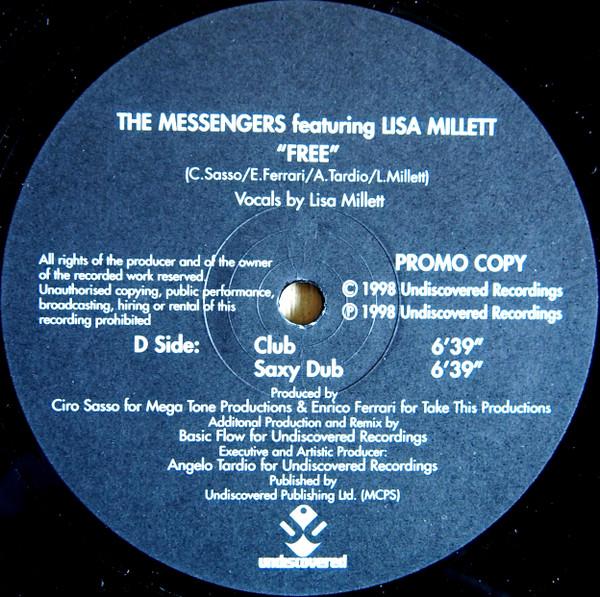 THE MESSENGERS featuring LISA MILLETT
"FREE"
(C.Sasso/E.Ferrari/A.Tardio/L.Millett)
Vocals by Lisa Millett
All rights of the producer and of the owner
of the recorded work reserved.
Unauthorised copying, public performance,
broadcasting, hiring or rental of this
recording prohibited
PROMO COPY
© 1998 Undiscovered Recordings
℗ 1998 Undiscovered Recordings
D Side: Club 6'39"
Saxy Dub 6'39"
Produced by
Ciro Sasso for Mega Tone Productions & Enrico Ferrari for Take This Productions
Additonal Production and Remix by
Basic Flow for Undiscovered Recordings
Executive and Artistic Producer:
Angelo Tardio for Undiscovered Recordings
Published by
Undiscovered Publishing Ltd. (MCPS)
undiscovered